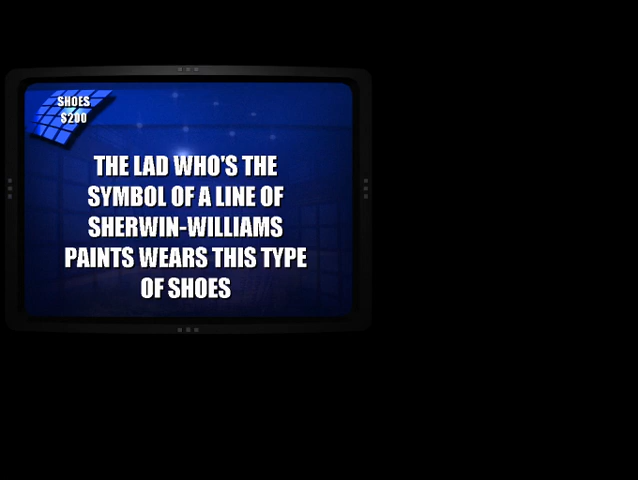 SHOES
$200
THE LAD WHO'S THE
SYMBOL OF A LINE OF
SHERWIN-WILLIAMS
PAINTS WEARS THIS TYPE
OF SHOES